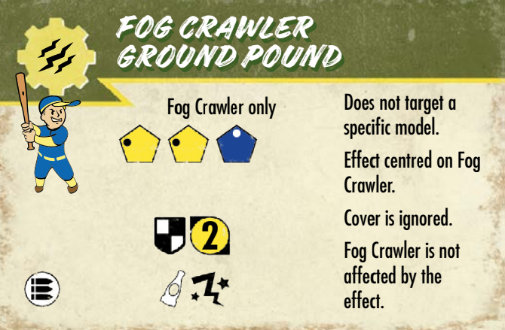 FOG CRAWLER
GROUND POUND
Fog Crawler only
2
Does not target a
specific model.
Effect centred on Fog
Crawler.
Cover is ignored.
Fog Crawler is not
affected by the
effect.